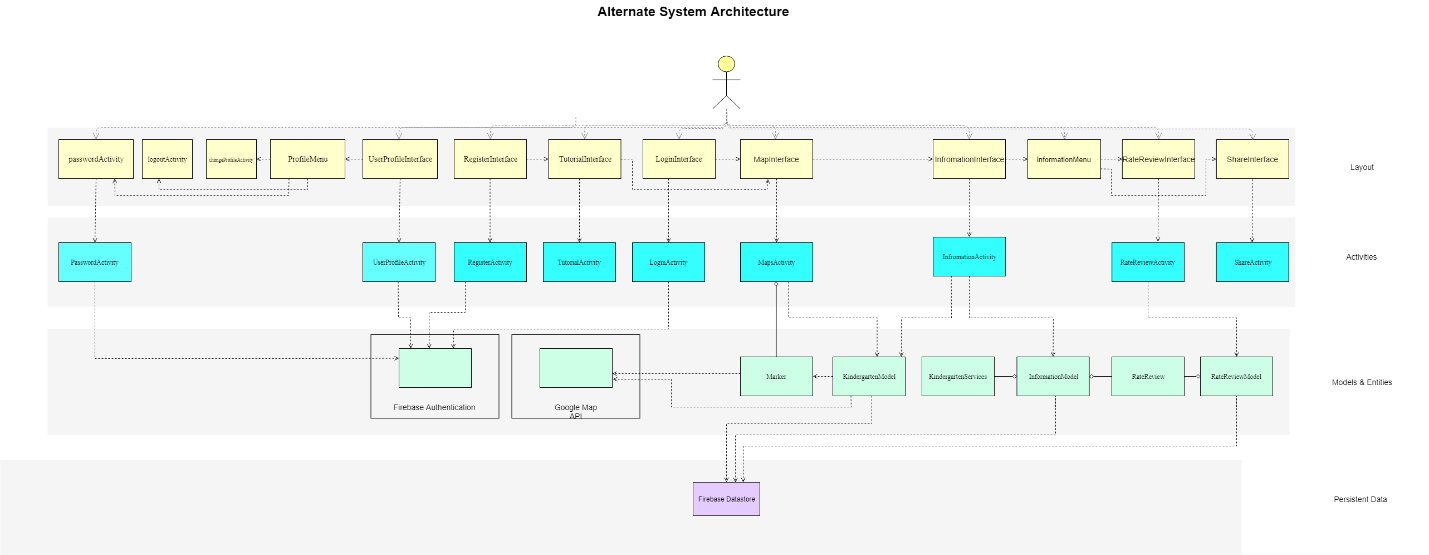 Alternate System Architecture
passwordActivity
logoutActivity
changeProfileActivity
ProfileMenu
UserProfileInterface
RegisterInterface
TutorialInterface
LoginInterface
MapInterface
InfromationInterface
InformationMenu
RateReviewInterface
ShareInterface
Layout
PasswordActivity
UserProfileActivity
RegisterActivity
TutorialActivity
LoginActivity
MapsActivity
InfromationActivity
RateReviewActivity
ShareActivity
Activities
Marker
KindergartenModel
KindergartenServices
InformationModel
RateReview
RateReviewModel
Models & Entities
Firebase Authentication
Google Map
API
Firebase Datastore
Persistent Data